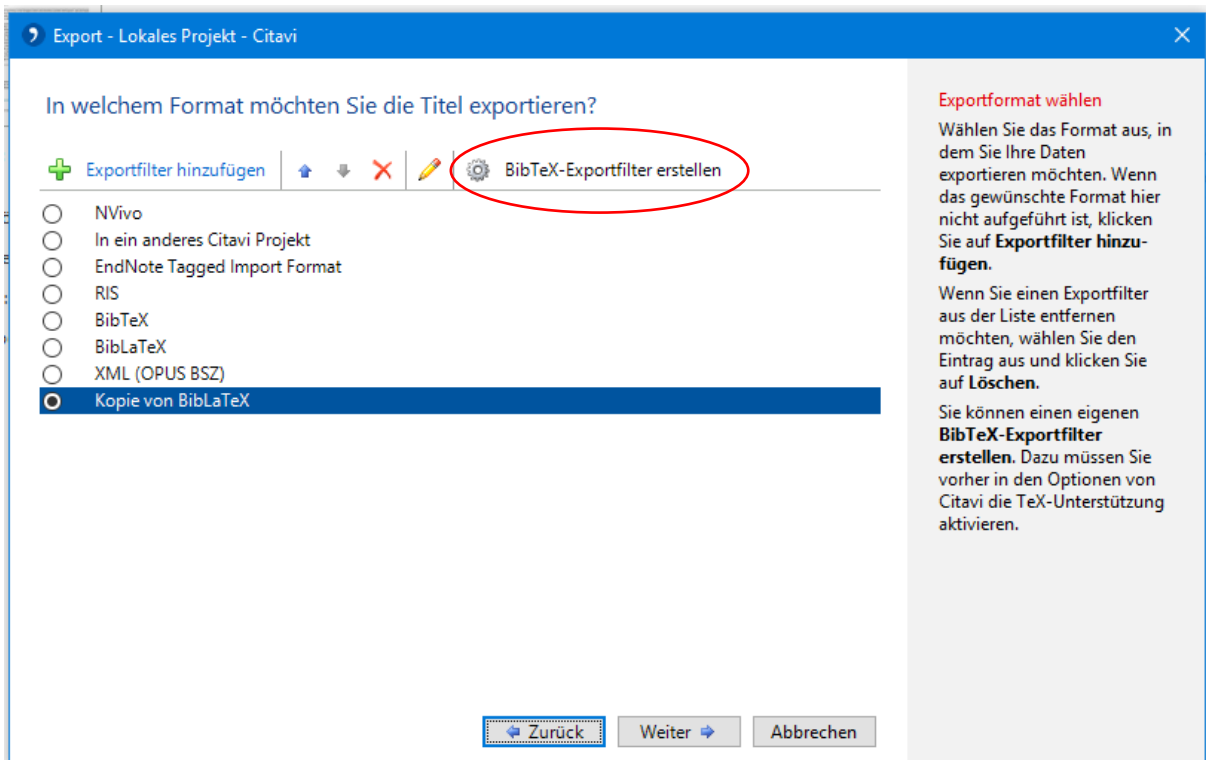 Export - Lokales Projekt - Citavi
In welchem Format möchten Sie die Titel exportieren?
Exportfilter hinzufügen
BibTeX-Exportfilter erstellen
NVivo
In ein anderes Citavi Projekt
EndNote Tagged Import Format
RIS
BibTeX
BibLaTeX
XML (OPUS BSZ)
Kopie von BibLaTeX
Exportformat wählen
Wählen Sie das Format aus, in
dem Sie Ihre Daten
exportieren möchten. Wenn
das gewünschte Format hier
nicht aufgeführt ist, klicken
Sie auf Exportfilter hinzu-
fügen.
Wenn Sie einen Exportfilter
aus der Liste entfernen
möchten, wählen Sie den
Eintrag aus und klicken Sie
auf Löschen.
Sie können einen eigenen
BibTeX-Exportfilter
erstellen. Dazu müssen Sie
vorher in den Optionen von
Citavi die TeX-Unterstützung
aktivieren.
Zurück
Weiter
Abbrechen